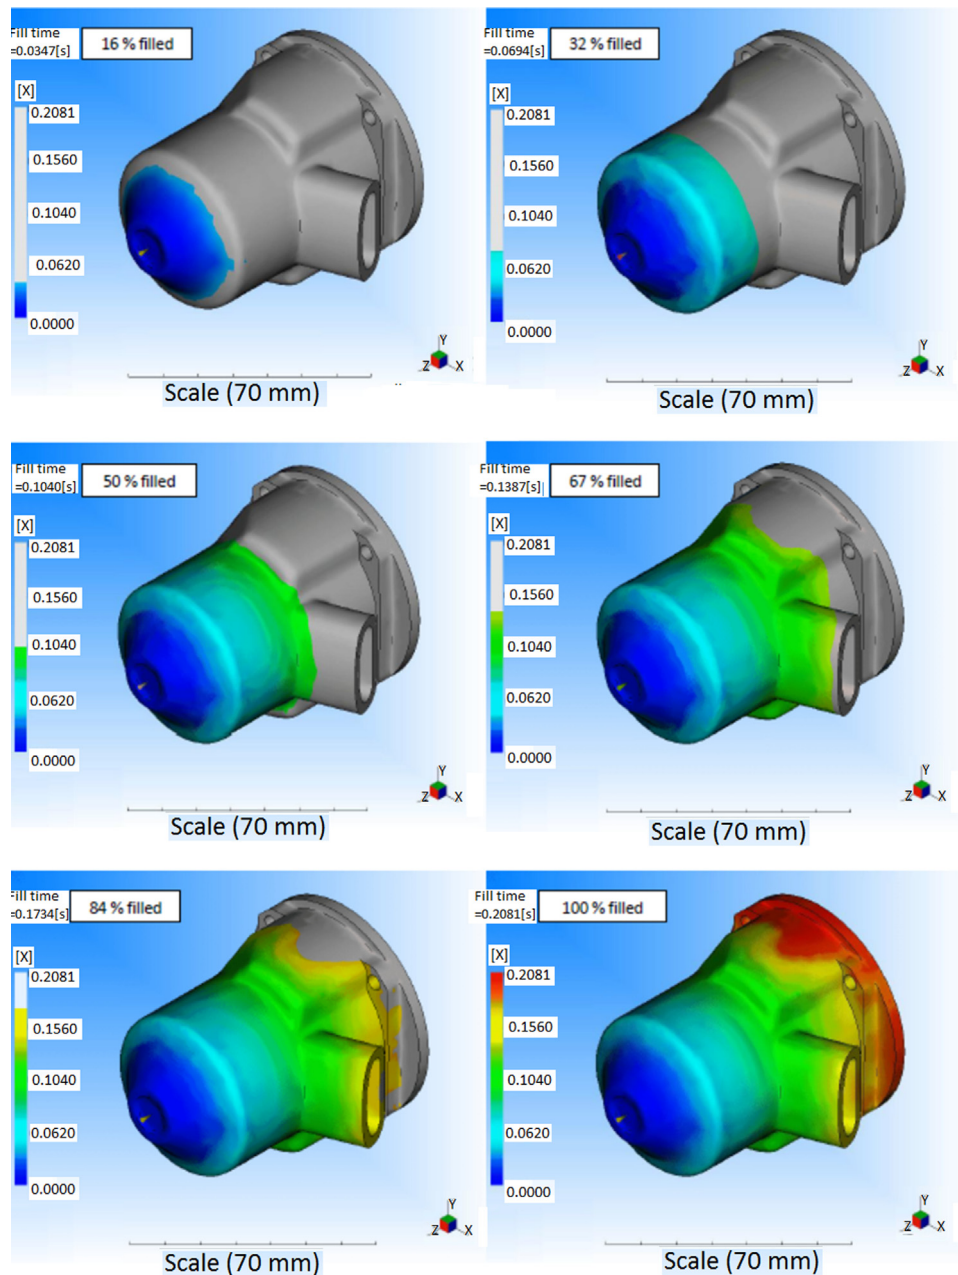 Fill time
=0.0347[s]
16 % filled
[X]
0.2081
0.1560
0.1040
0.0620
0.0000
Y
Z
X
Scale (70 mm)
Fill time
=0.0694[s]
32 % filled
[X]
0.2081
0.1560
0.1040
0.0620
0.0000
Y
Z
X
Scale (70 mm)
Fill time
=0.1040[s]
50 % filled
[X]
0.2081
0.1560
0.1040
0.0620
0.0000
Y
Z
X
Scale (70 mm)
Fill time
=0.1387[s]
67 % filled
[X]
0.2081
0.1560
0.1040
0.0620
0.0000
Y
Z
X
Scale (70 mm)
Fill time
=0.1734[s]
84 % filled
[X]
0.2081
0.1560
0.1040
0.0620
0.0000
Y
Z
X
Scale (70 mm)
Fill time
=0.2081[s]
100 % filled
[X]
0.2081
0.1560
0.1040
0.0620
0.0000
Y
Z
X
Scale (70 mm)